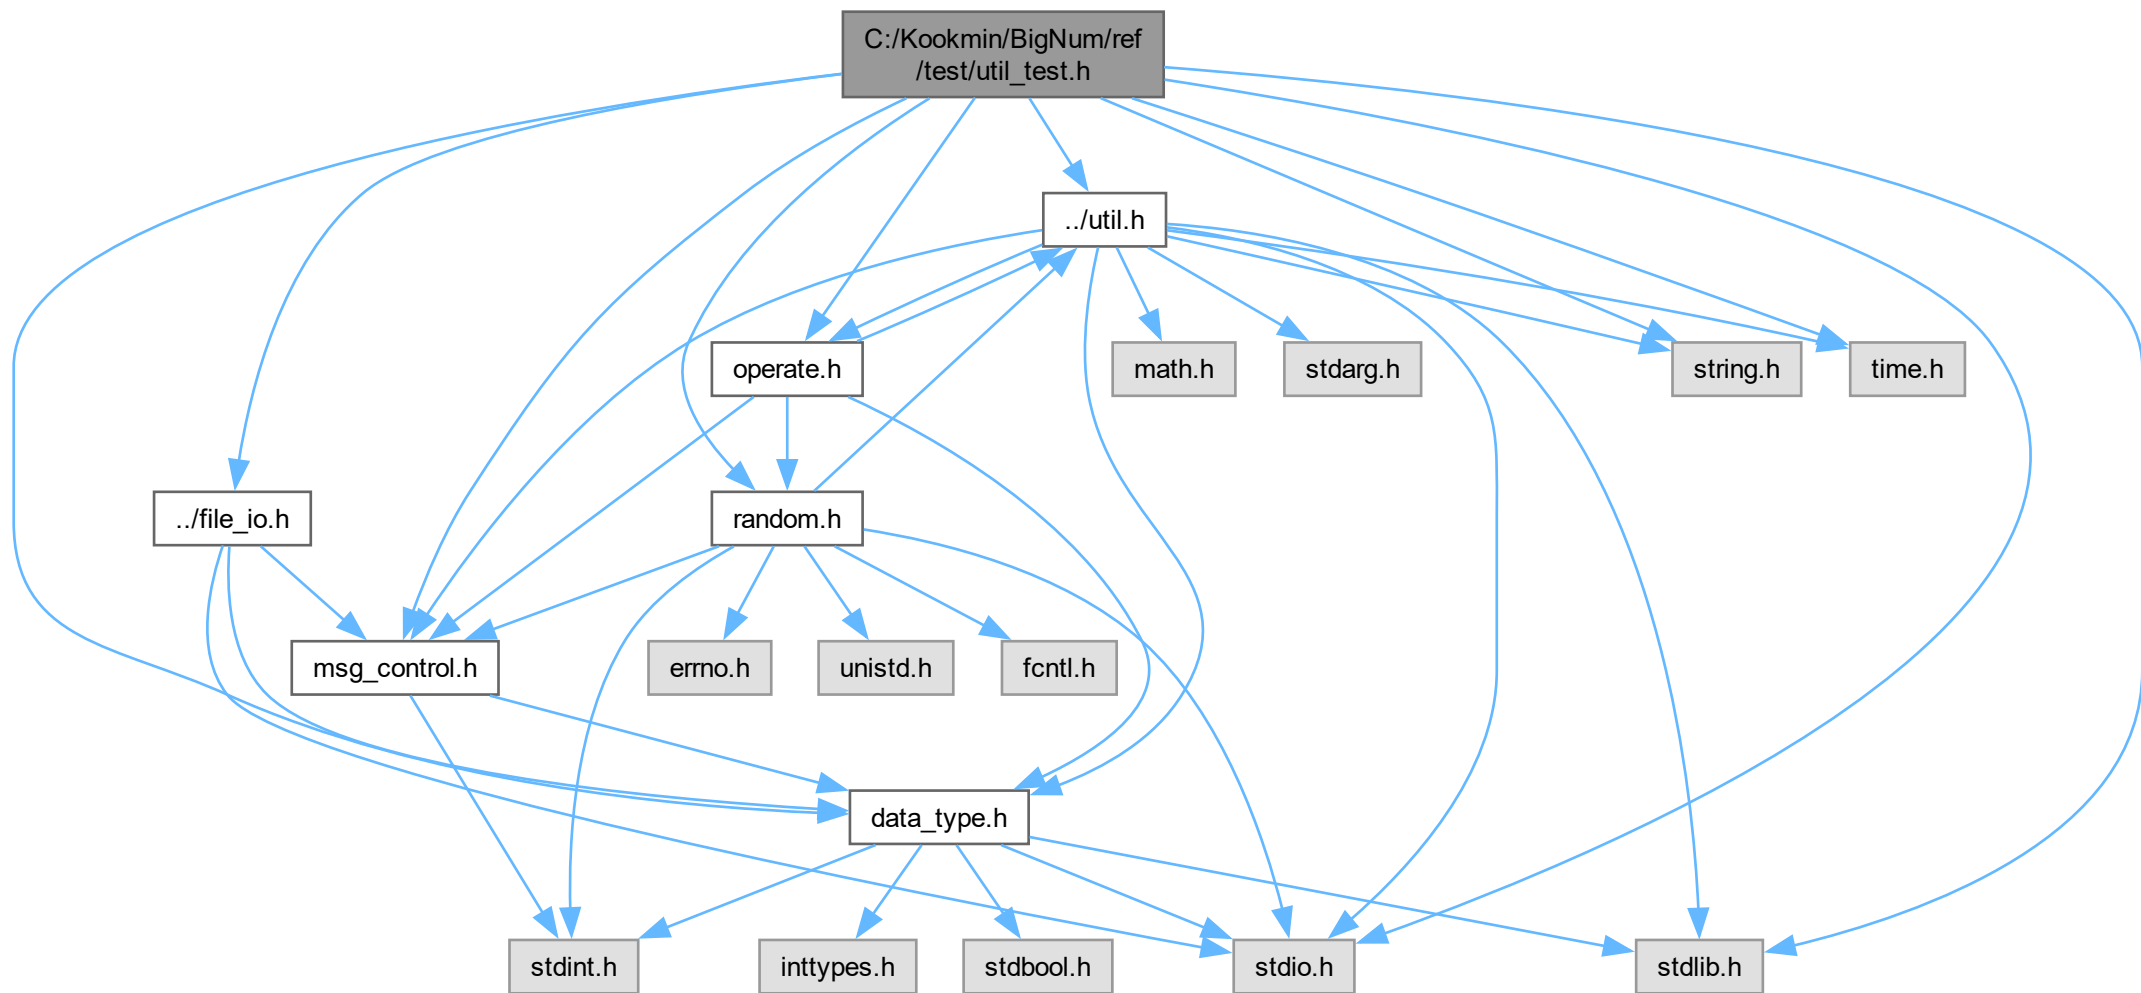 C:/Kookmin/BigNum/ref
/test/util_test.h
../util.h
operate.h
math.h
stdarg.h
string.h
time.h
../file_io.h
random.h
msg_control.h
errno.h
unistd.h
fcntl.h
data_type.h
stdint.h
inttypes.h
stdbool.h
stdio.h
stdlib.h